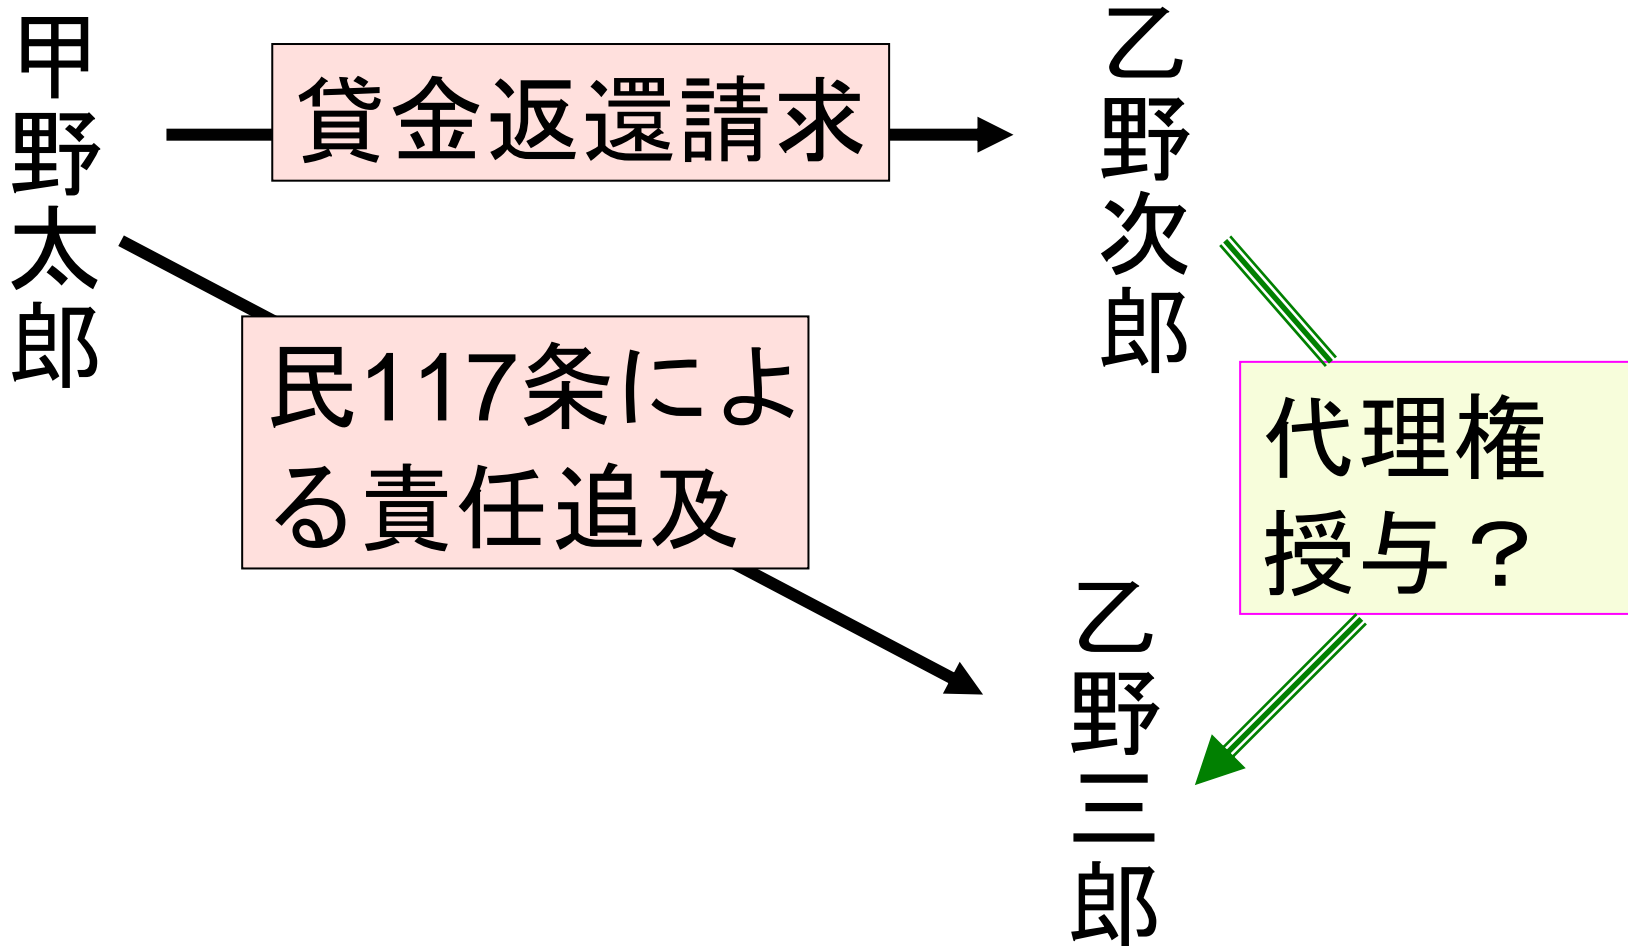 甲野太郎
貸金返還請求
乙野次郎
民117条によ
る責任追及
代理権
授与？
乙野三郎